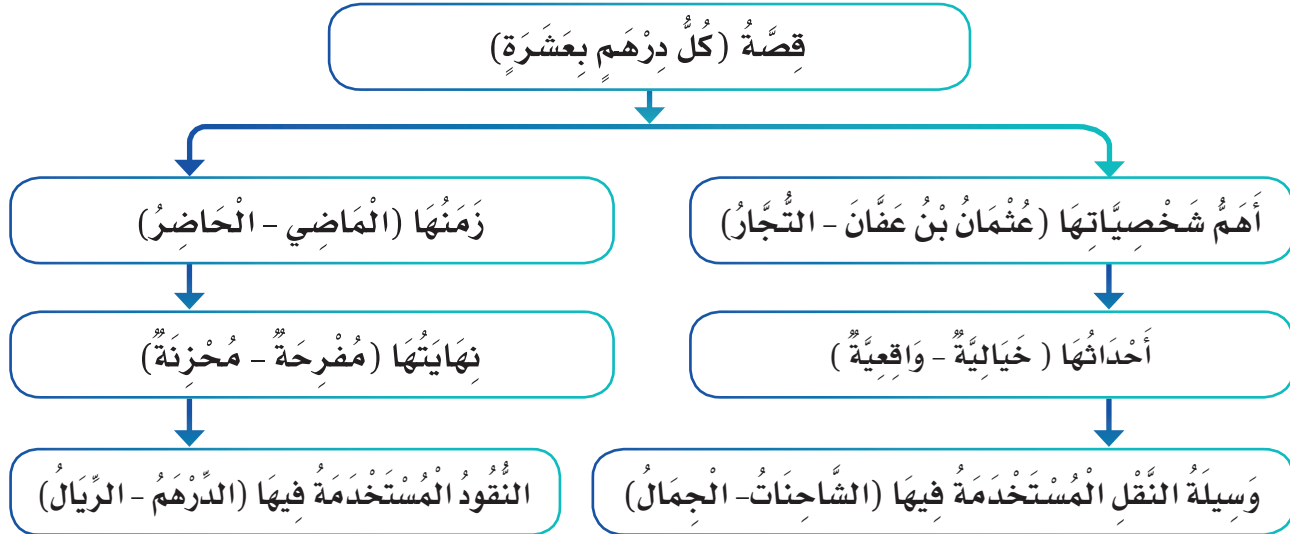 قِصَّةُ (كُلُّ دِرْهَمٍ بِعَشَرَةٍ)
أَهَمُّ شَخْصِيَّاتِهَا (عُثْمَانُ بْنُ عَفَّانَ – التُّجَّارُ)
زَمَنُهَا (الْمَاضِي – الْحَاضِرُ)
أَحْدَاثُهَا ( خَيَالِيَّةٌ – وَاقِعِيَّةٌ )
نِهَايَتُهَا (مُفْرِحَةٌ – مُحْزِنَةٌ)
وَسِيلَةُ النَّقْلِ الْمُسْتَخْدَمَةُ فِيهَا (الشَّاحِنَاتُ– الْجِمَالُ)
النُّقُودُ الْمُسْتَخْدَمَةُ فِيهَا (الدِّرْهَمُ – الرِّيَالُ)